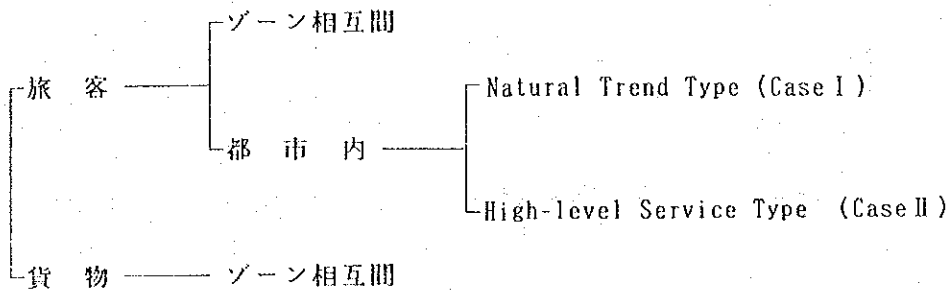 ゾーン相互間
旅客
Natural Trend Type (Case Ⅰ)
都市内
High-level Service Type (Case Ⅱ)
貨物
ゾーン相互間